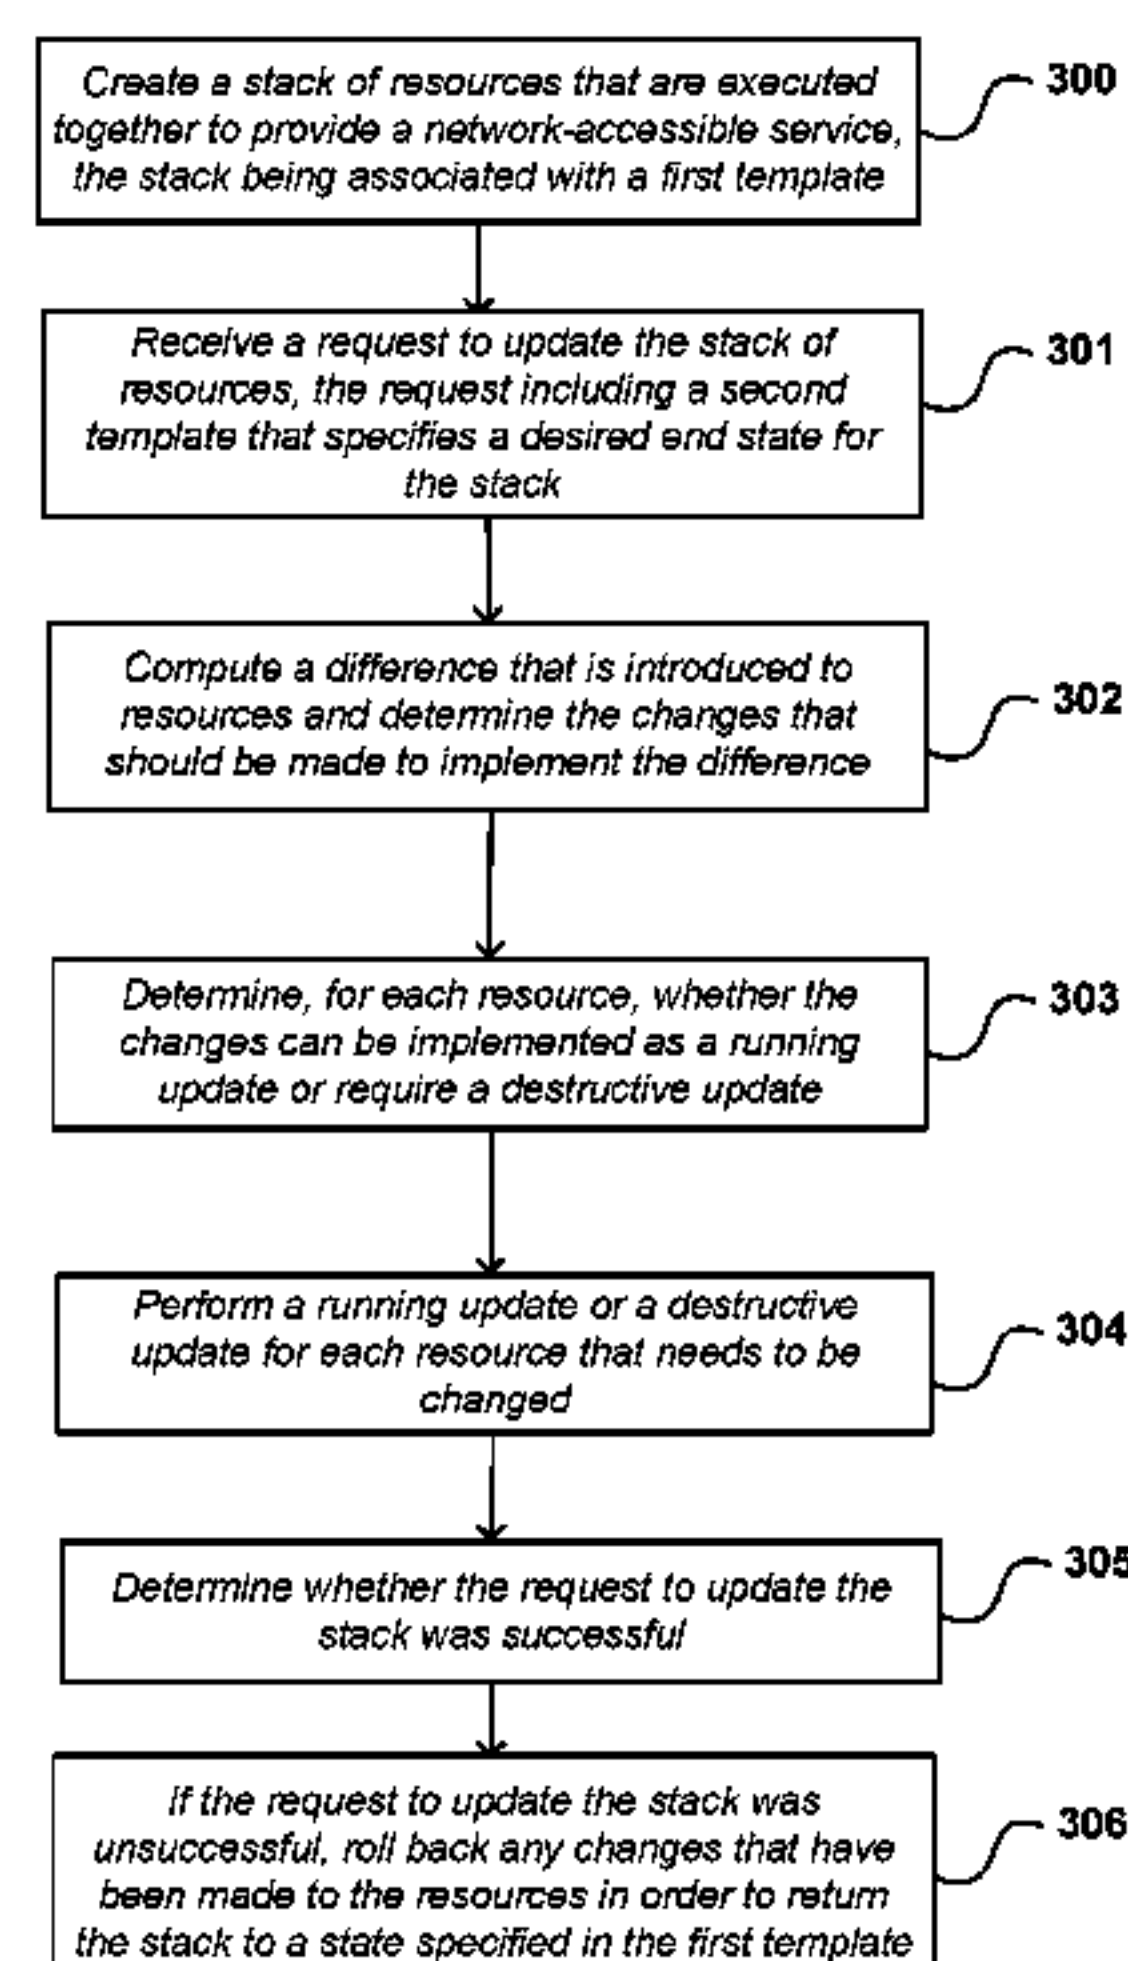 Create a stack of resources that are executed
together to provide a network-accessible service,
the stack being associated with a first template
300
Receive a request to update the stack of
resources, the request including a second
template that specifies a desired end state for
the stack
301
Compute a difference that is introduced to
resources and determine the changes that
should be made to implement the difference
302
Determine, for each resource, whether the
changes can be implemented as a running
update or require a destructive update
303
Perform a running update or a destructive
update for each resource that needs to be
changed
304
Determine whether the request to update the
stack was successful
305
If the request to update the stack was
unsuccessful, roll back any changes that have
been made to the resources in order to return
the stack to a state specified in the first template
306